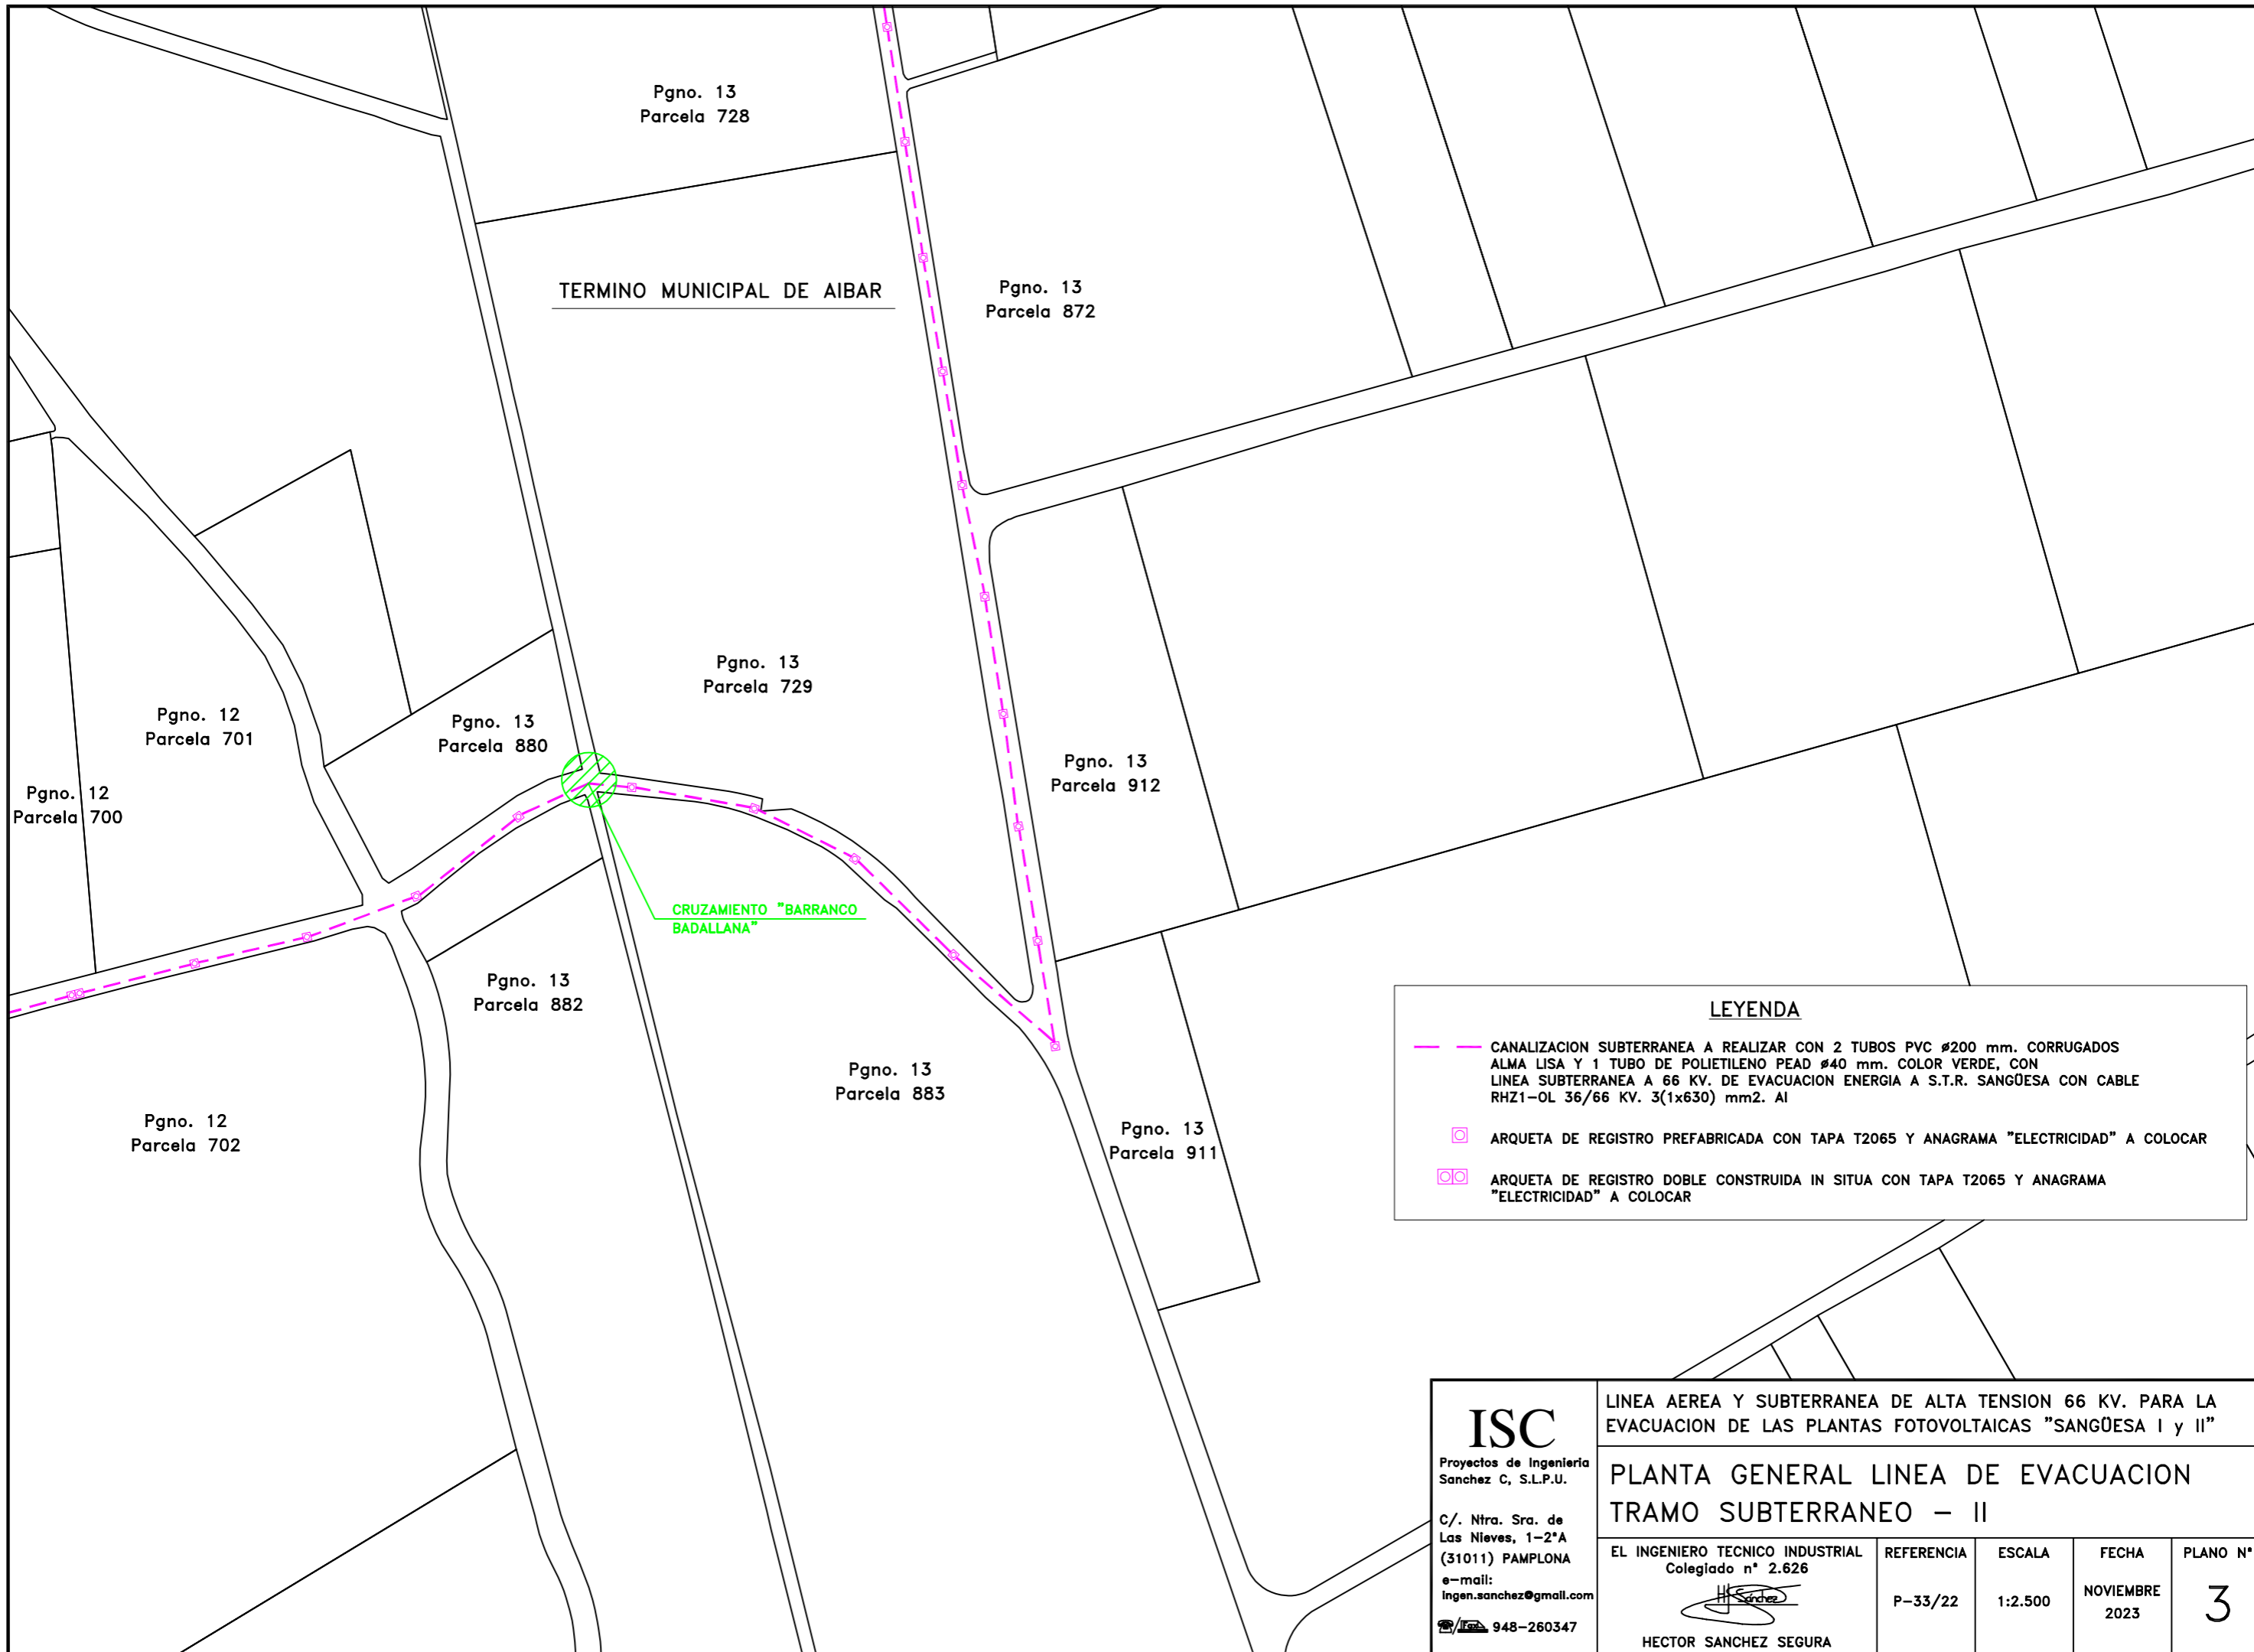 Pgno. 13
Parcela 728
TERMINO MUNICIPAL DE AIBAR
Pgno. 13
Parcela 872
Pgno. 13
Parcela 729
Pgno. 12
Parcela 701
Pgno. 13
Parcela 880
Pgno. 13
Parcela 912
Pgno. 12
Parcela 700
CRUZAMIENTO "BARRANCO
BADALLANA"
Pgno. 13
Parcela 882
Pgno. 13
Parcela 883
Pgno. 12
Parcela 702
Pgno. 13
Parcela 911
LEYENDA
CANALIZACION SUBTERRANEA A REALIZAR CON 2 TUBOS PVC ø200 mm. CORRUGADOS
ALMA LISA Y 1 TUBO DE POLIETILENO PEAD ø40 mm. COLOR VERDE, CON
LINEA SUBTERRANEA A 66 KV. DE EVACUACION ENERGIA A S.T.R. SANGÜESA CON CABLE
RHZ1-OL 36/66 KV. 3(1x630) mm2. Al
ARQUETA DE REGISTRO PREFABRICADA CON TAPA T2065 Y ANAGRAMA "ELECTRICIDAD" A COLOCAR
ARQUETA DE REGISTRO DOBLE CONSTRUIDA IN SITUA CON TAPA T2065 Y ANAGRAMA
"ELECTRICIDAD" A COLOCAR
ISC
Proyectos de Ingenieria
Sanchez C, S.L.P.U.
C/. Ntra. Sra. de
Las Nieves, 1-2ªA
(31011) PAMPLONA
e-mail:
ingen.sanchez@gmail.com
/Fax 948-260347
LINEA AEREA Y SUBTERRANEA DE ALTA TENSION 66 KV. PARA LA
EVACUACION DE LAS PLANTAS FOTOVOLTAICAS "SANGÜESA I y II"
PLANTA GENERAL LINEA DE EVACUACION
TRAMO SUBTERRANEO - II
EL INGENIERO TECNICO INDUSTRIAL
Colegiado nº 2.626
HJ Sánchez
HECTOR SANCHEZ SEGURA
REFERENCIA
P-33/22
ESCALA
1:2.500
FECHA
NOVIEMBRE
2023
PLANO Nº
3